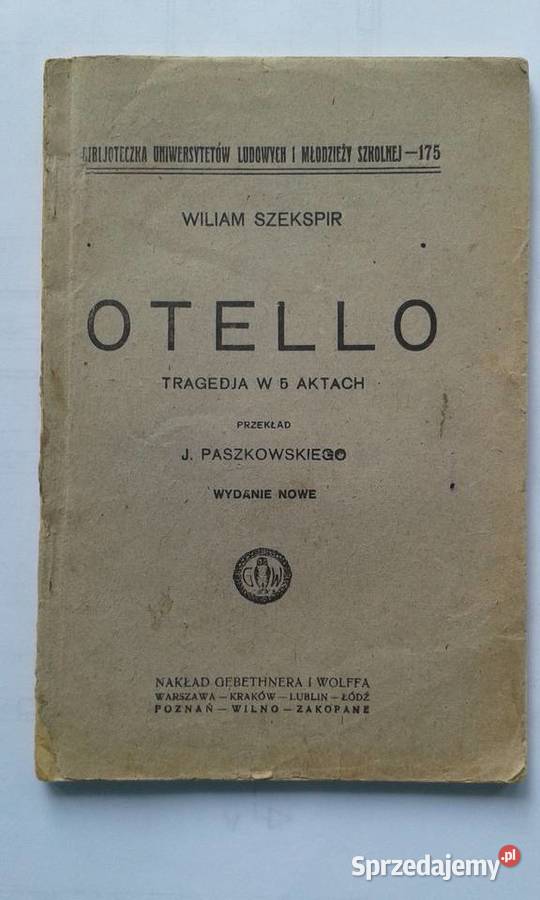 BIBLJOTECZKA UNIWERSYTETÓW LUDOWYCH I MŁODZIEŻY SZKOLNEJ — 175
WILIAM SZEKSPIR
OTELLO
TRAGEDJA W 5 AKTACH
PRZEKŁAD
J. PASZKOWSKIEGO
WYDANIE NOWE
G W
NAKŁAD GEBETHNERA I WOLFFA
WARSZAWA — KRAKÓW — LUBLIN — ŁÓDŹ
POZNAŃ — WILNO — ZAKOPANE
Sprzedajemy.pl